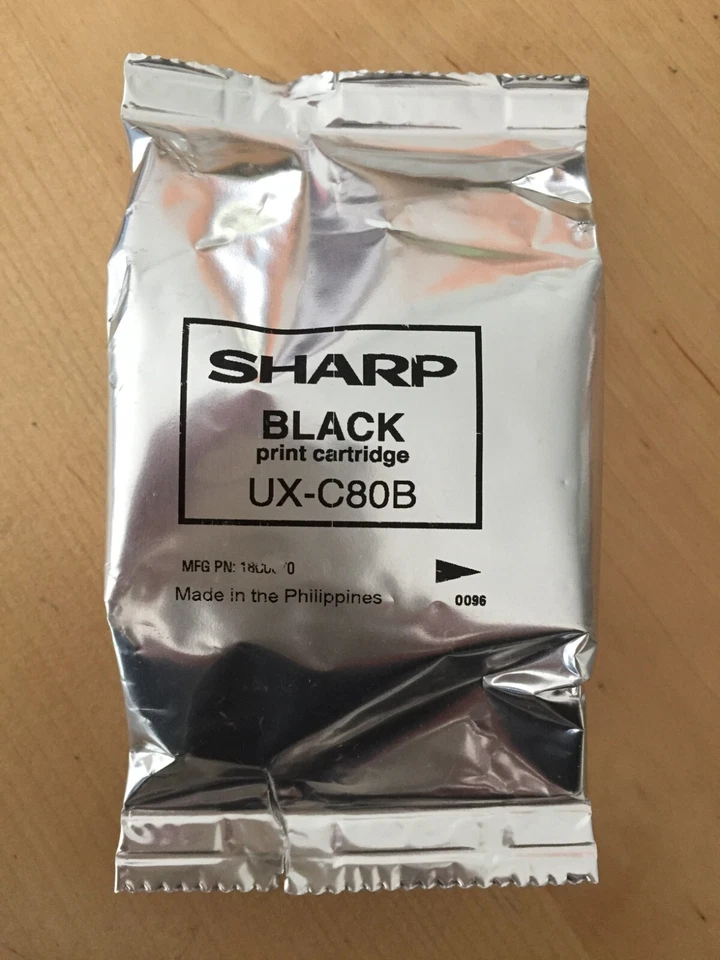 SHARP
BLACK
print cartridge
UX-C80B
MFG PN:
Made in the Philippines
0096